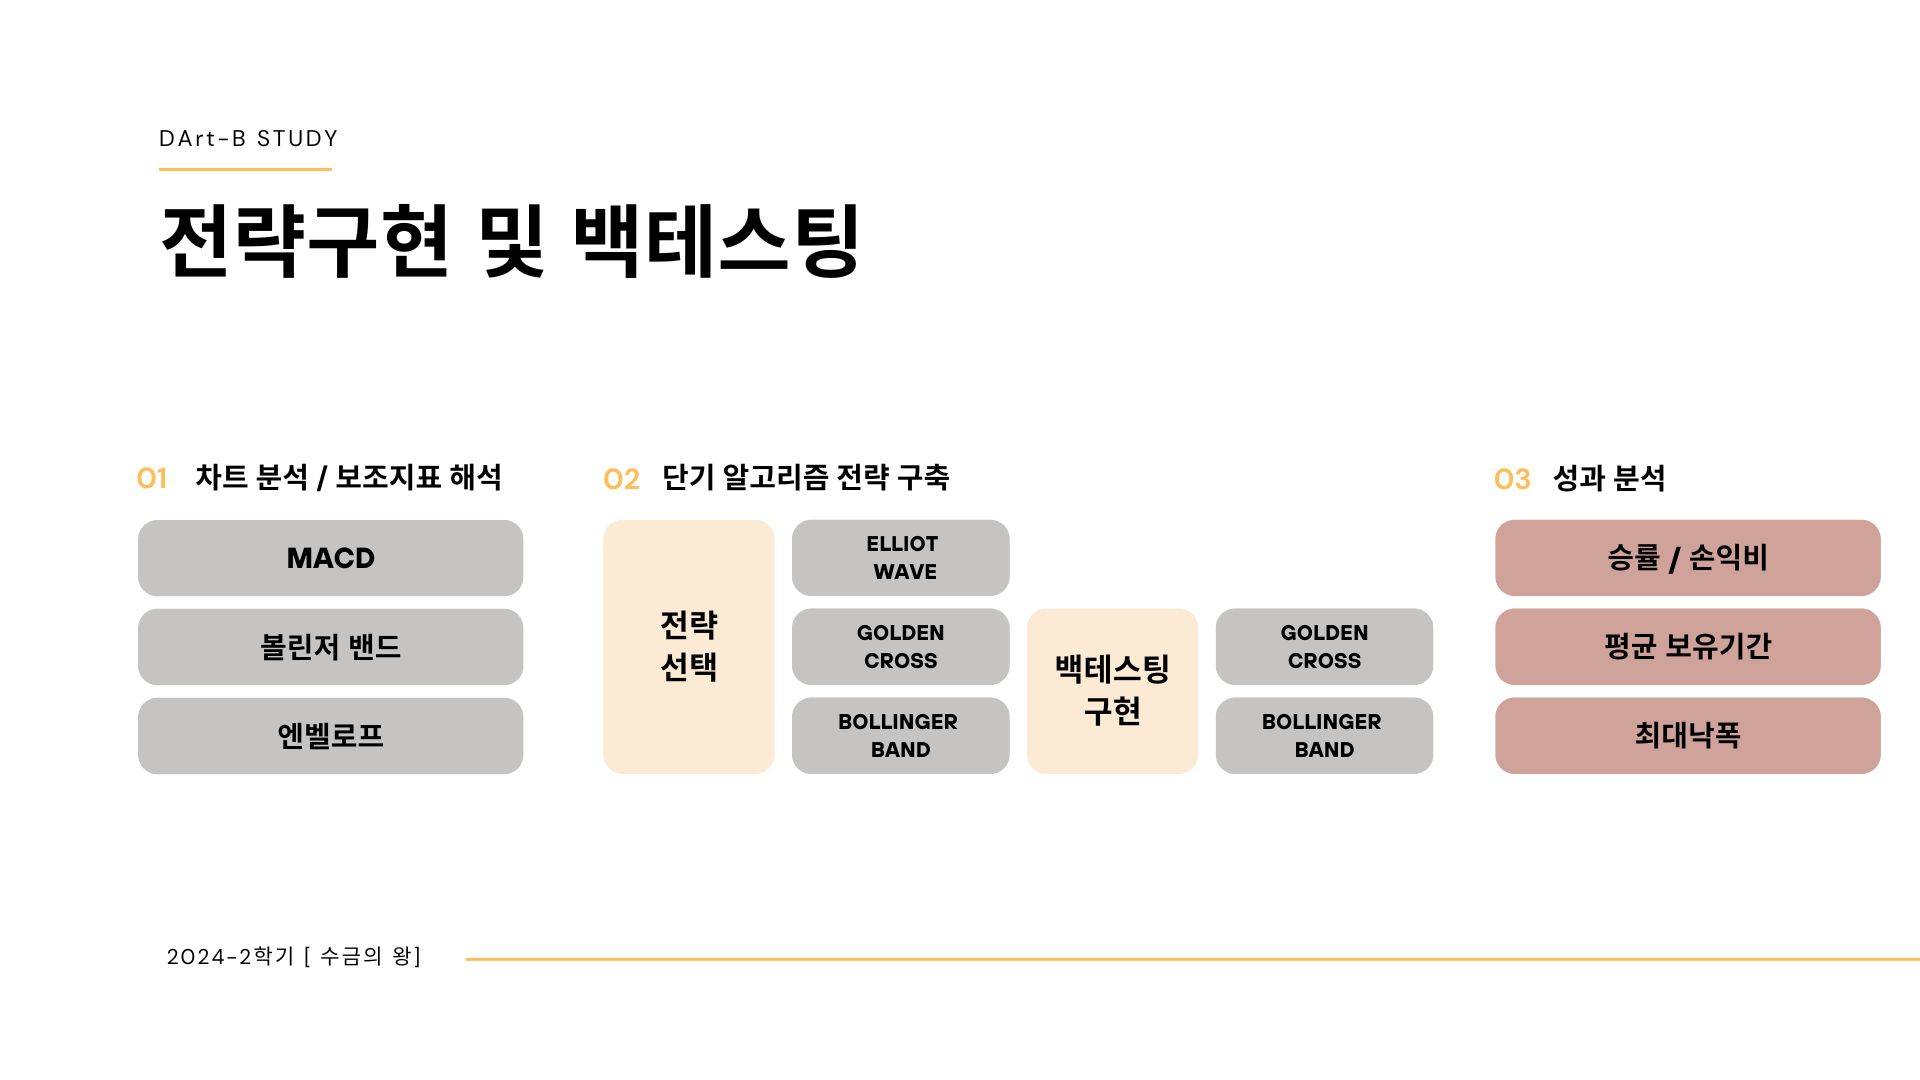 DArt-B STUDY
전략구현 및 백테스팅
01 차트 분석 / 보조지표 해석
MACD
볼린저 밴드
엔벨로프
02 단기 알고리즘 전략 구축
전략
선택
ELLIOT
WAVE
GOLDEN
CROSS
BOLLINGER
BAND
백테스팅
구현
GOLDEN
CROSS
BOLLINGER
BAND
03 성과 분석
승률 / 손익비
평균 보유기간
최대낙폭
2024-2학기 [ 수금의 왕]